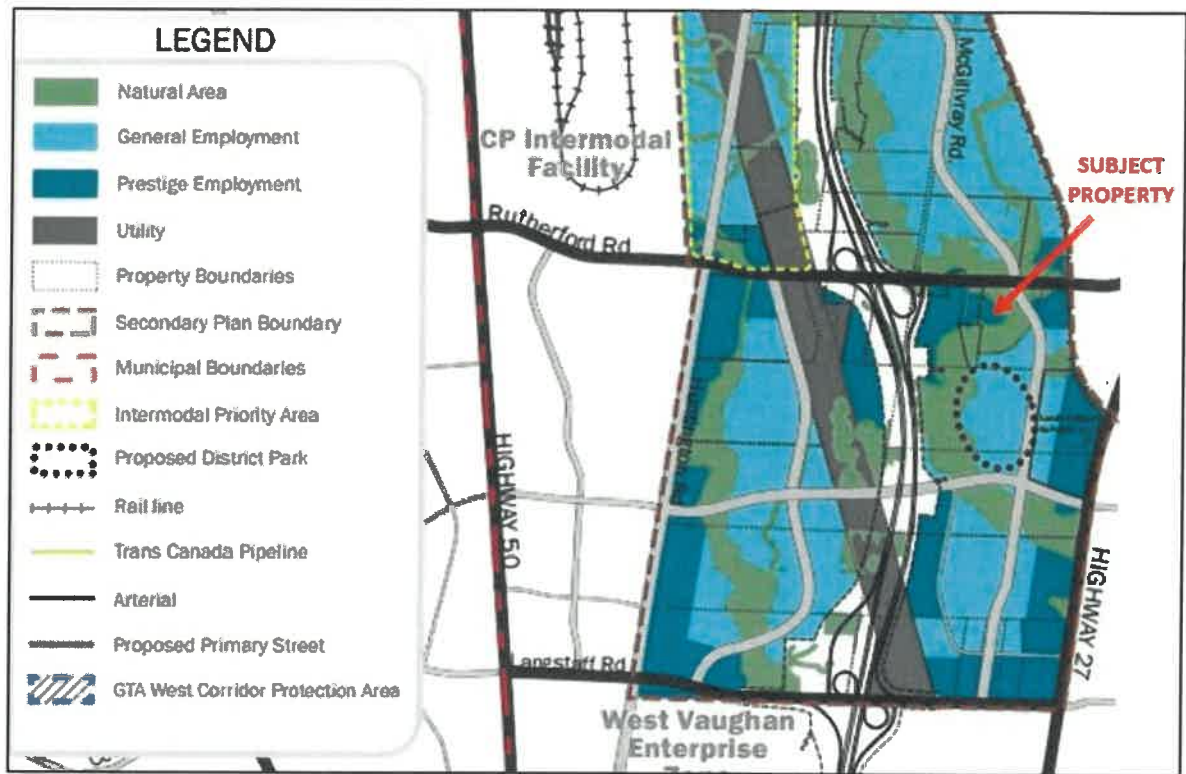 LEGEND
Natural Area
General Employment
Prestige Employment
Utility
Property Boundaries
Secondary Plan Boundary
Municipal Boundaries
Intermodal Priority Area
Proposed District Park
Rail line
Trans Canada Pipeline
Arterial
Proposed Primary Street
GTA West Corridor Protection Area
CP Intermodal
Facility
McGillivray Rd.
SUBJECT
PROPERTY
Rutherford Rd
Huntington Rd
HIGHWAY 50
HIGHWAY 27
Langstaff Rd
West Vaughan
Enterprise